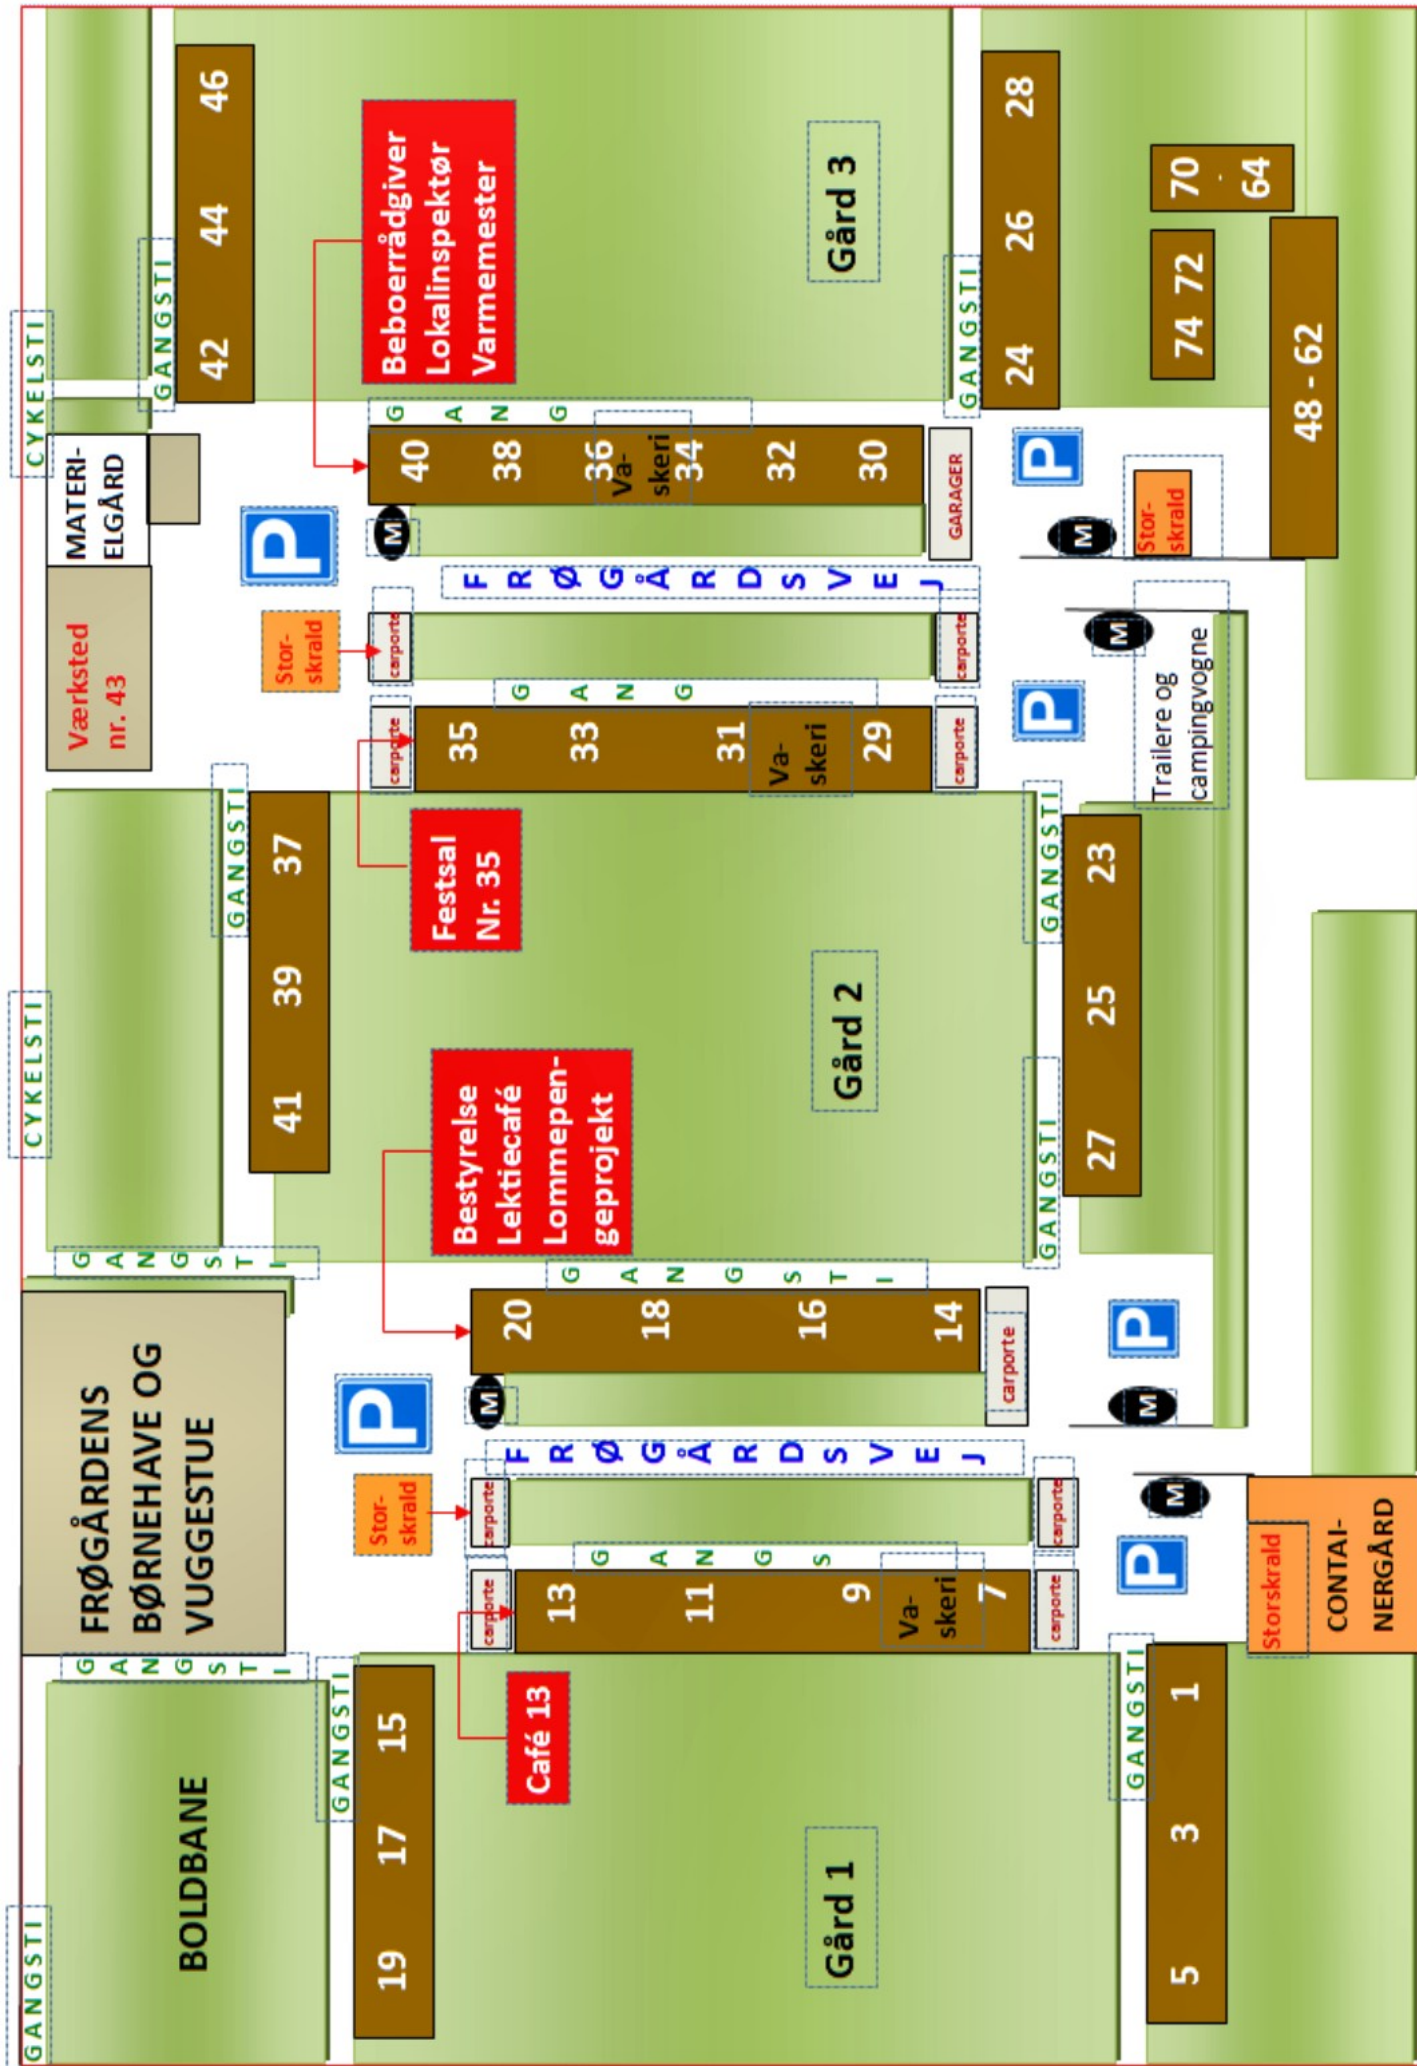 GANGSTI
CYKELSTI
CYKELSTI
BOLDBANE
GANGSTI
FRØGÅRDENS
BØRNEHAVE OG
VUGGESTUE
GANGSTI
Værksted
nr. 43
MATERI-
ELGÅRD
GANGSTI
19 17 15
GANGSTI
41 39 37
GANGSTI
42 44 46
GANGSTI
P
P
Stor-
skrald
Stor-
skrald
carporte
carporte
M
carporte
carporte
M
Café 13
13
11
9
Va-
skeri
7
GANGS
FRØGÅRDSVEJ
20
18
16
14
GANGSTI
Bestyrelse
Lektiecafé
Lommepen-
geprojekt
Festsal
Nr. 35
35
33
31
Va-
skeri
29
GANG
FRØGÅRDSVEJ
40
38
36
Va-
skeri
34
32
30
GANG
Beboerrådgiver
Lokalinspektør
Varmemester
Gård 1
Gård 2
Gård 3
carporte
carporte
carporte
carporte
carporte
GARAGER
GANGSTI
GANGSTI
GANGSTI
GANGSTI
5 3 1
27 25 23
24 26 28
P
M
M
P
P
M
M
P
Trailere og
campingvogne
Stor-
skrald
74 72
70
-
64
48 - 62
Storskrald
CONTAI-
NERGÅRD